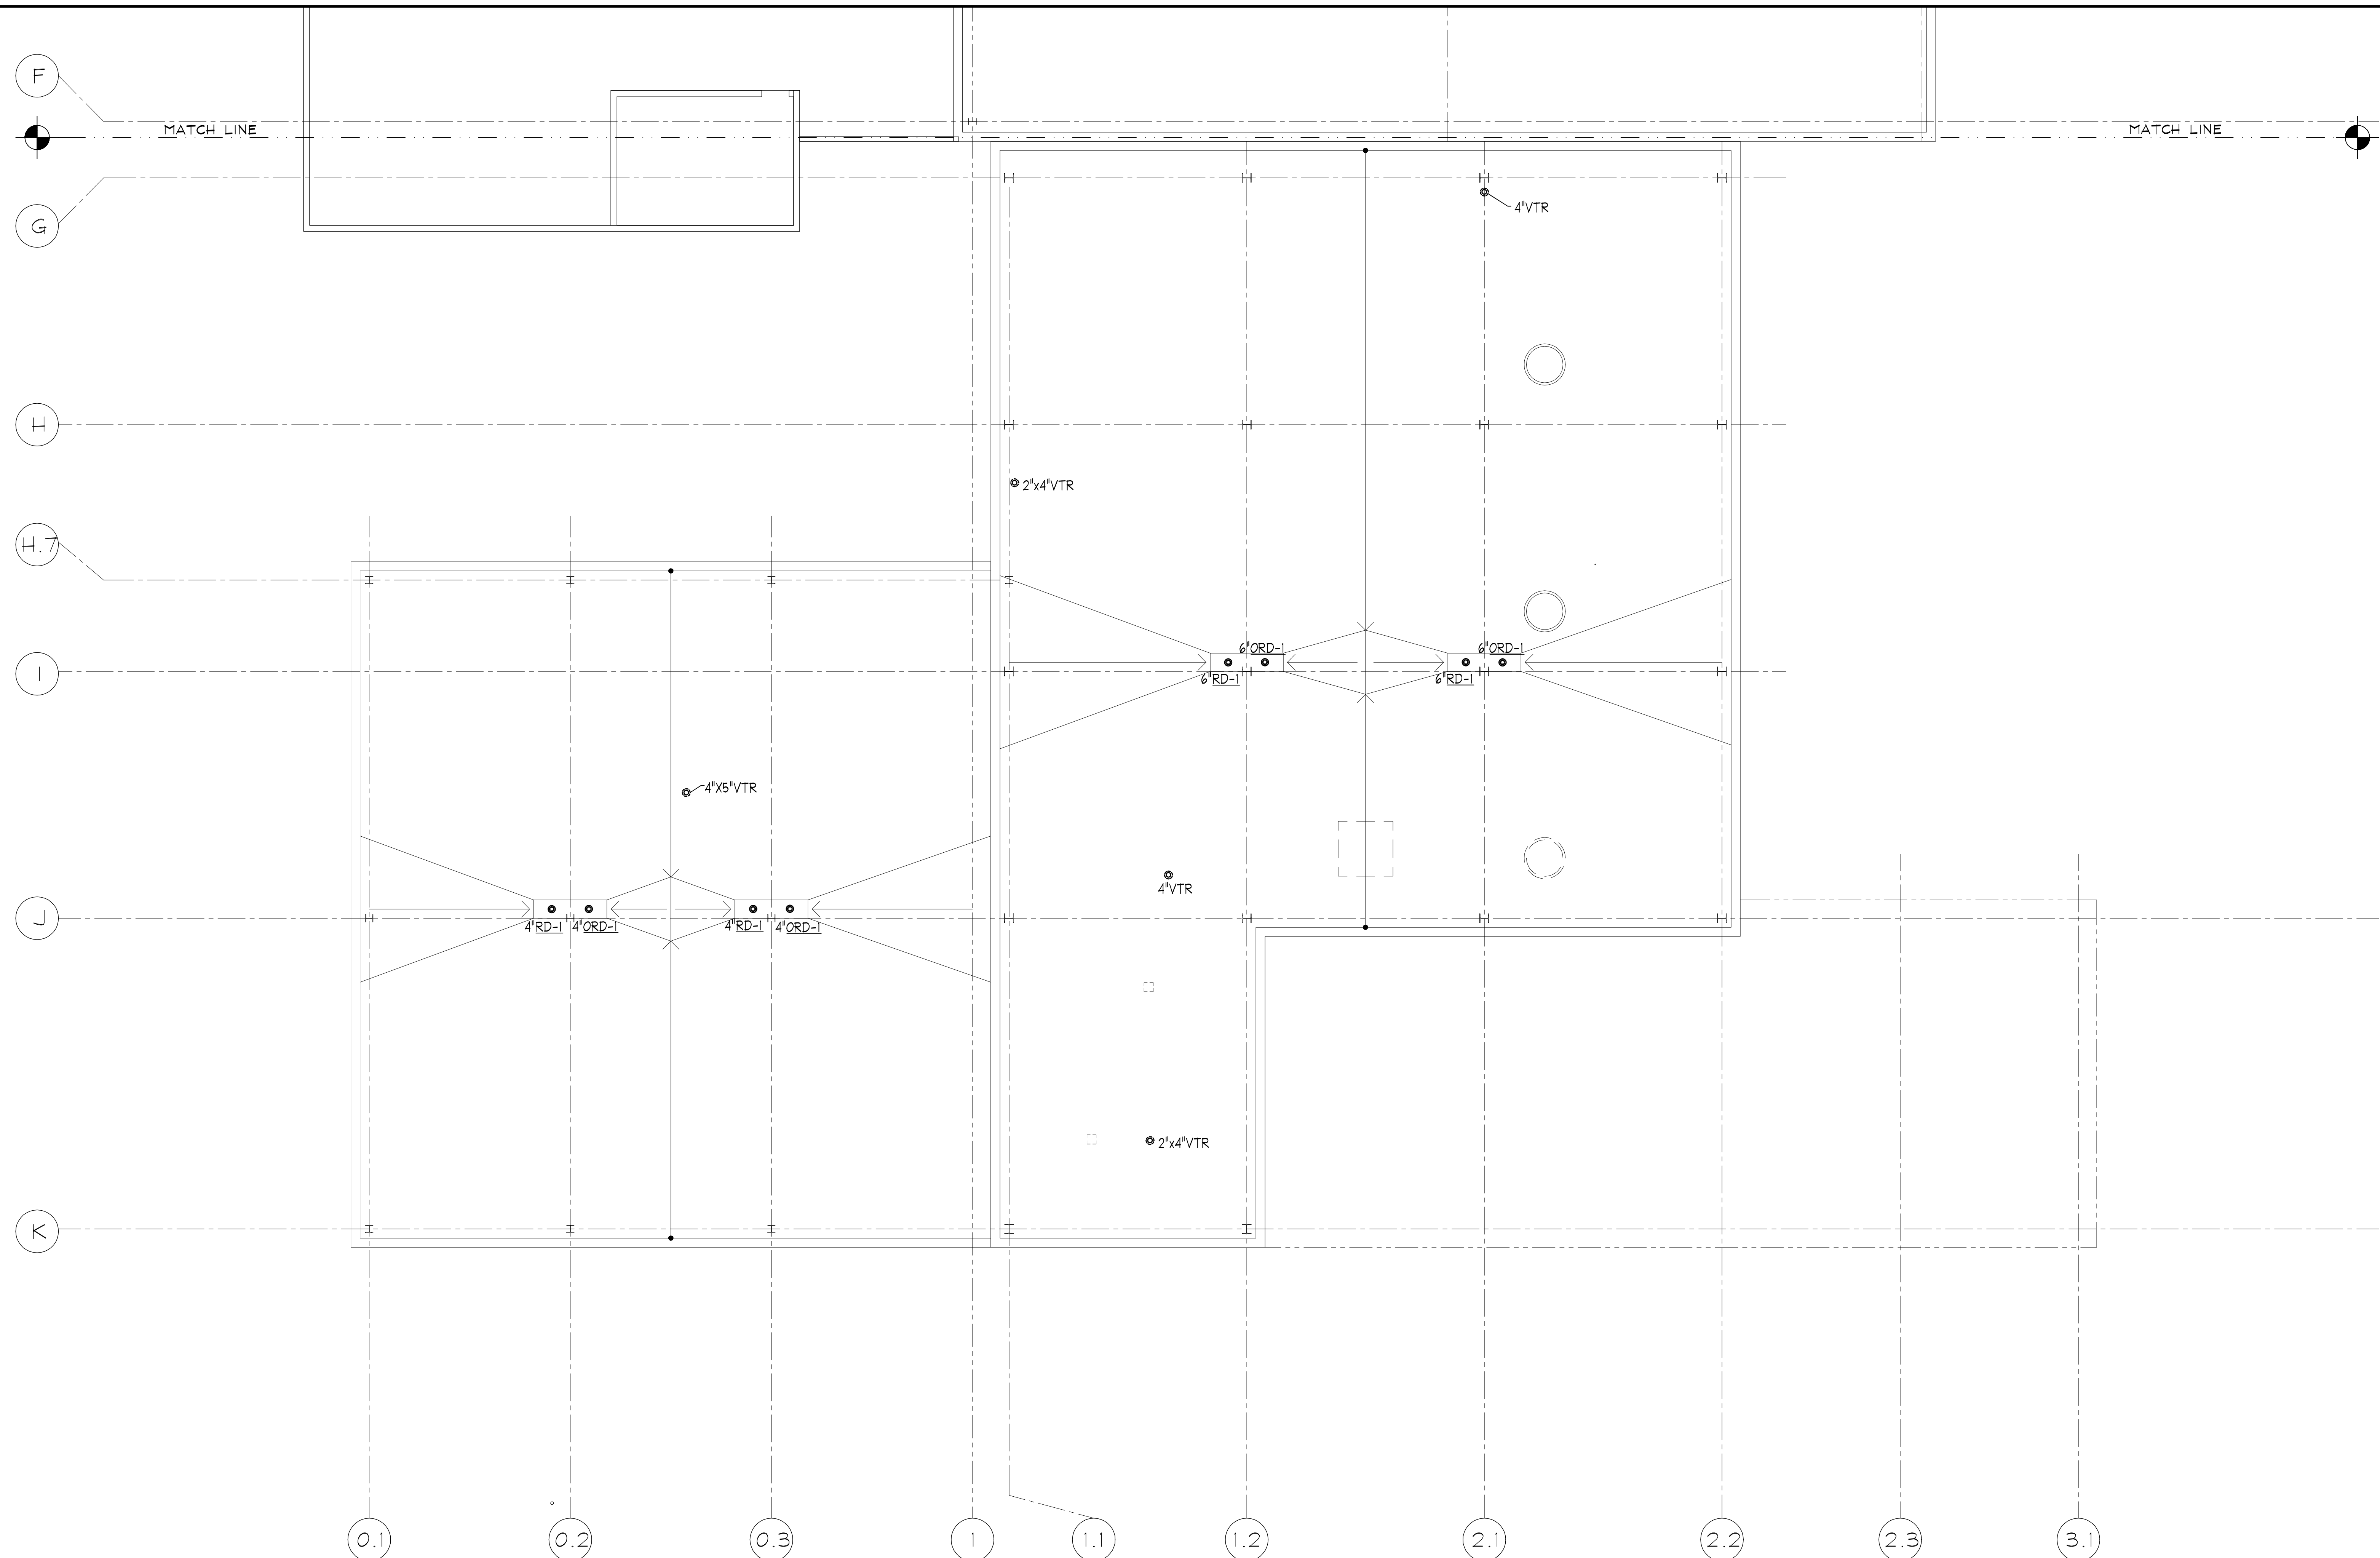 F
MATCH LINE
MATCH LINE
G
4"VTR
H
2"x4"VTR
H.7
6"ORD-1
6"ORD-1
I
6"RD-1
6"RD-1
4"X5"VTR
4"VTR
J
4"RD-1
4"ORD-1
4"RD-1
4"ORD-1
2"x4"VTR
K
0.1
0.2
0.3
1
1.1
1.2
2.1
2.2
2.3
3.1